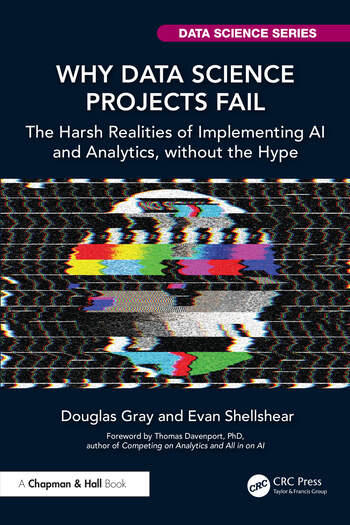 DATA SCIENCE SERIES
WHY DATA SCIENCE
PROJECTS FAIL
The Harsh Realities of Implementing AI
and Analytics, without the Hype
Douglas Gray and Evan Shellshear
Foreword by Thomas Davenport, PhD,
author of Competing on Analytics and All in on AI
A Chapman & Hall Book
CRC
CRC Press
Taylor & Francis Group